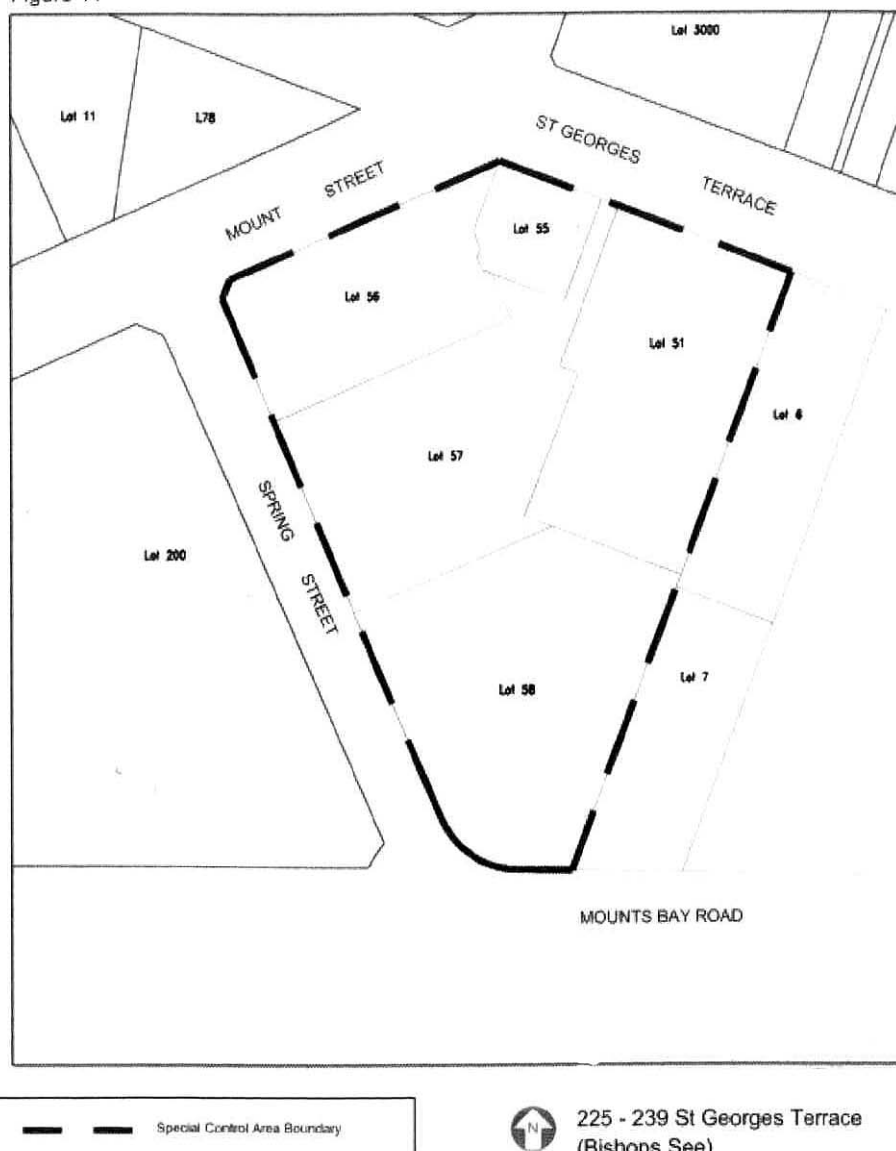 Lot 3000
Lot 11
L78
ST GEORGES
TERRACE
MOUNT STREET
Lot 55
Lot 56
Lot 51
Lot 6
Lot 57
SPRING
STREET
Lot 200
Lot 58
Lot 7
MOUNTS BAY ROAD
Special Control Area Boundary
N
225 - 239 St Georges Terrace
(Bishops See)